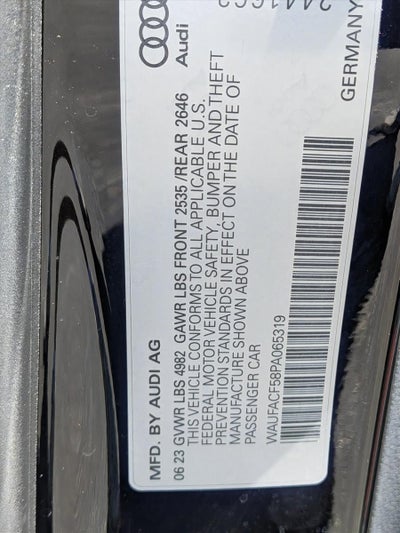 Audi
MFD. BY AUDI AG
06 23 GVWR LBS 4982 GAWR LBS FRONT 2535 /REAR 2646
THIS VEHICLE CONFORMS TO ALL APPLICABLE U.S.
FEDERAL MOTOR VEHICLE SAFETY, BUMPER AND THEFT
PREVENTION STANDARDS IN EFFECT ON THE DATE OF
MANUFACTURE SHOWN ABOVE
PASSENGER CAR
WAUFACF58PA065319
GERMANY